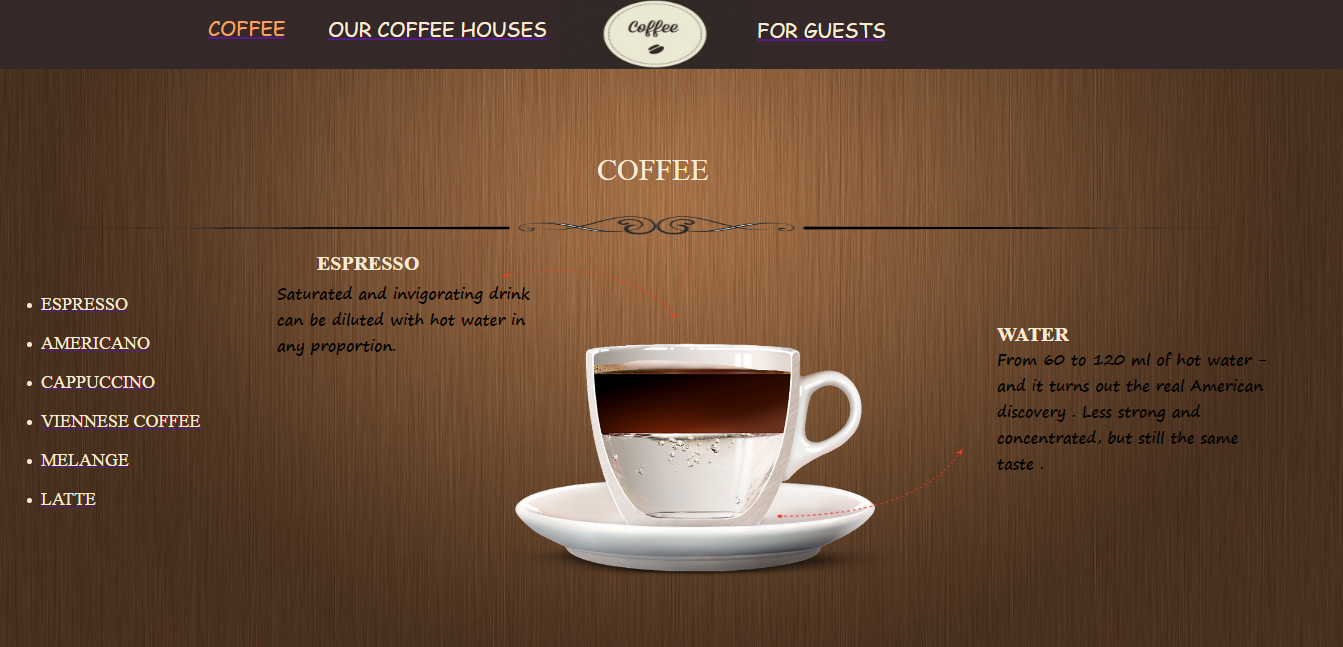 COFFEE
OUR COFFEE HOUSES
Coffee
FOR GUESTS
COFFEE
ESPRESSO
Saturated and invigorating drink
can be diluted with hot water in
any proportion.
ESPRESSO
AMERICANO
CAPPUCCINO
VIENNESE COFFEE
MELANGE
LATTE
WATER
From 60 to 120 ml of hot water -
and it turns out the real American
discovery . Less strong and
concentrated, but still the same
taste .